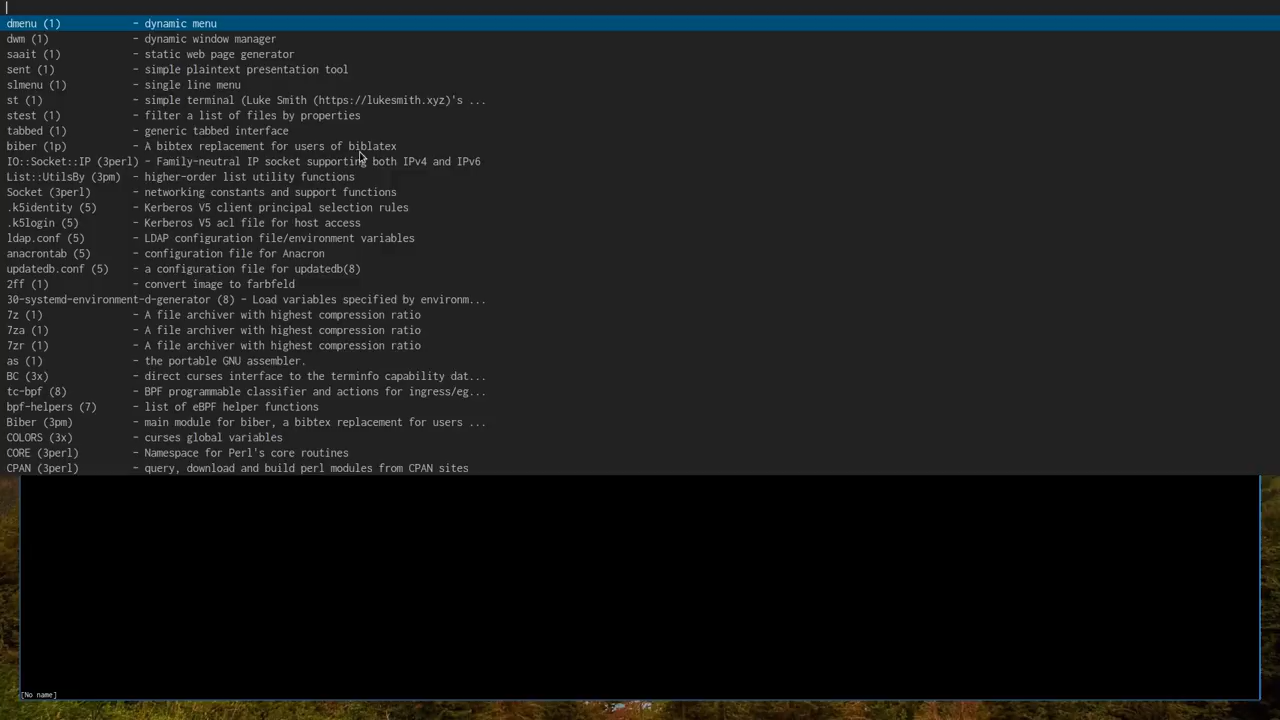 dmenu (1) - dynamic menu
dwm (1) - dynamic window manager
saait (1) - static web page generator
sent (1) - simple plaintext presentation tool
slmenu (1) - single line menu
st (1) - simple terminal (Luke Smith (https://lukesmith.xyz)'s ...
stest (1) - filter a list of files by properties
tabbed (1) - generic tabbed interface
biber (1p) - A bibtex replacement for users of biblatex
IO::Socket::IP (3perl) - Family-neutral IP socket supporting both IPv4 and IPv6
List::UtilsBy (3pm) - higher-order list utility functions
Socket (3perl) - networking constants and support functions
.k5identity (5) - Kerberos V5 client principal selection rules
.k5login (5) - Kerberos V5 acl file for host access
ldap.conf (5) - LDAP configuration file/environment variables
anacrontab (5) - configuration file for Anacron
updatedb.conf (5) - a configuration file for updatedb(8)
2ff (1) - convert image to farbfeld
30-systemd-environment-d-generator (8) - Load variables specified by environm...
7z (1) - A file archiver with highest compression ratio
7za (1) - A file archiver with highest compression ratio
7zr (1) - A file archiver with highest compression ratio
as (1) - the portable GNU assembler.
BC (3x) - direct curses interface to the terminfo capability dat...
tc-bpf (8) - BPF programmable classifier and actions for ingress/eg...
bpf-helpers (7) - list of eBPF helper functions
Biber (3pm) - main module for biber, a bibtex replacement for users ...
COLORS (3x) - curses global variables
CORE (3perl) - Namespace for Perl's core routines
CPAN (3perl) - query, download and build perl modules from CPAN sites
[No name]